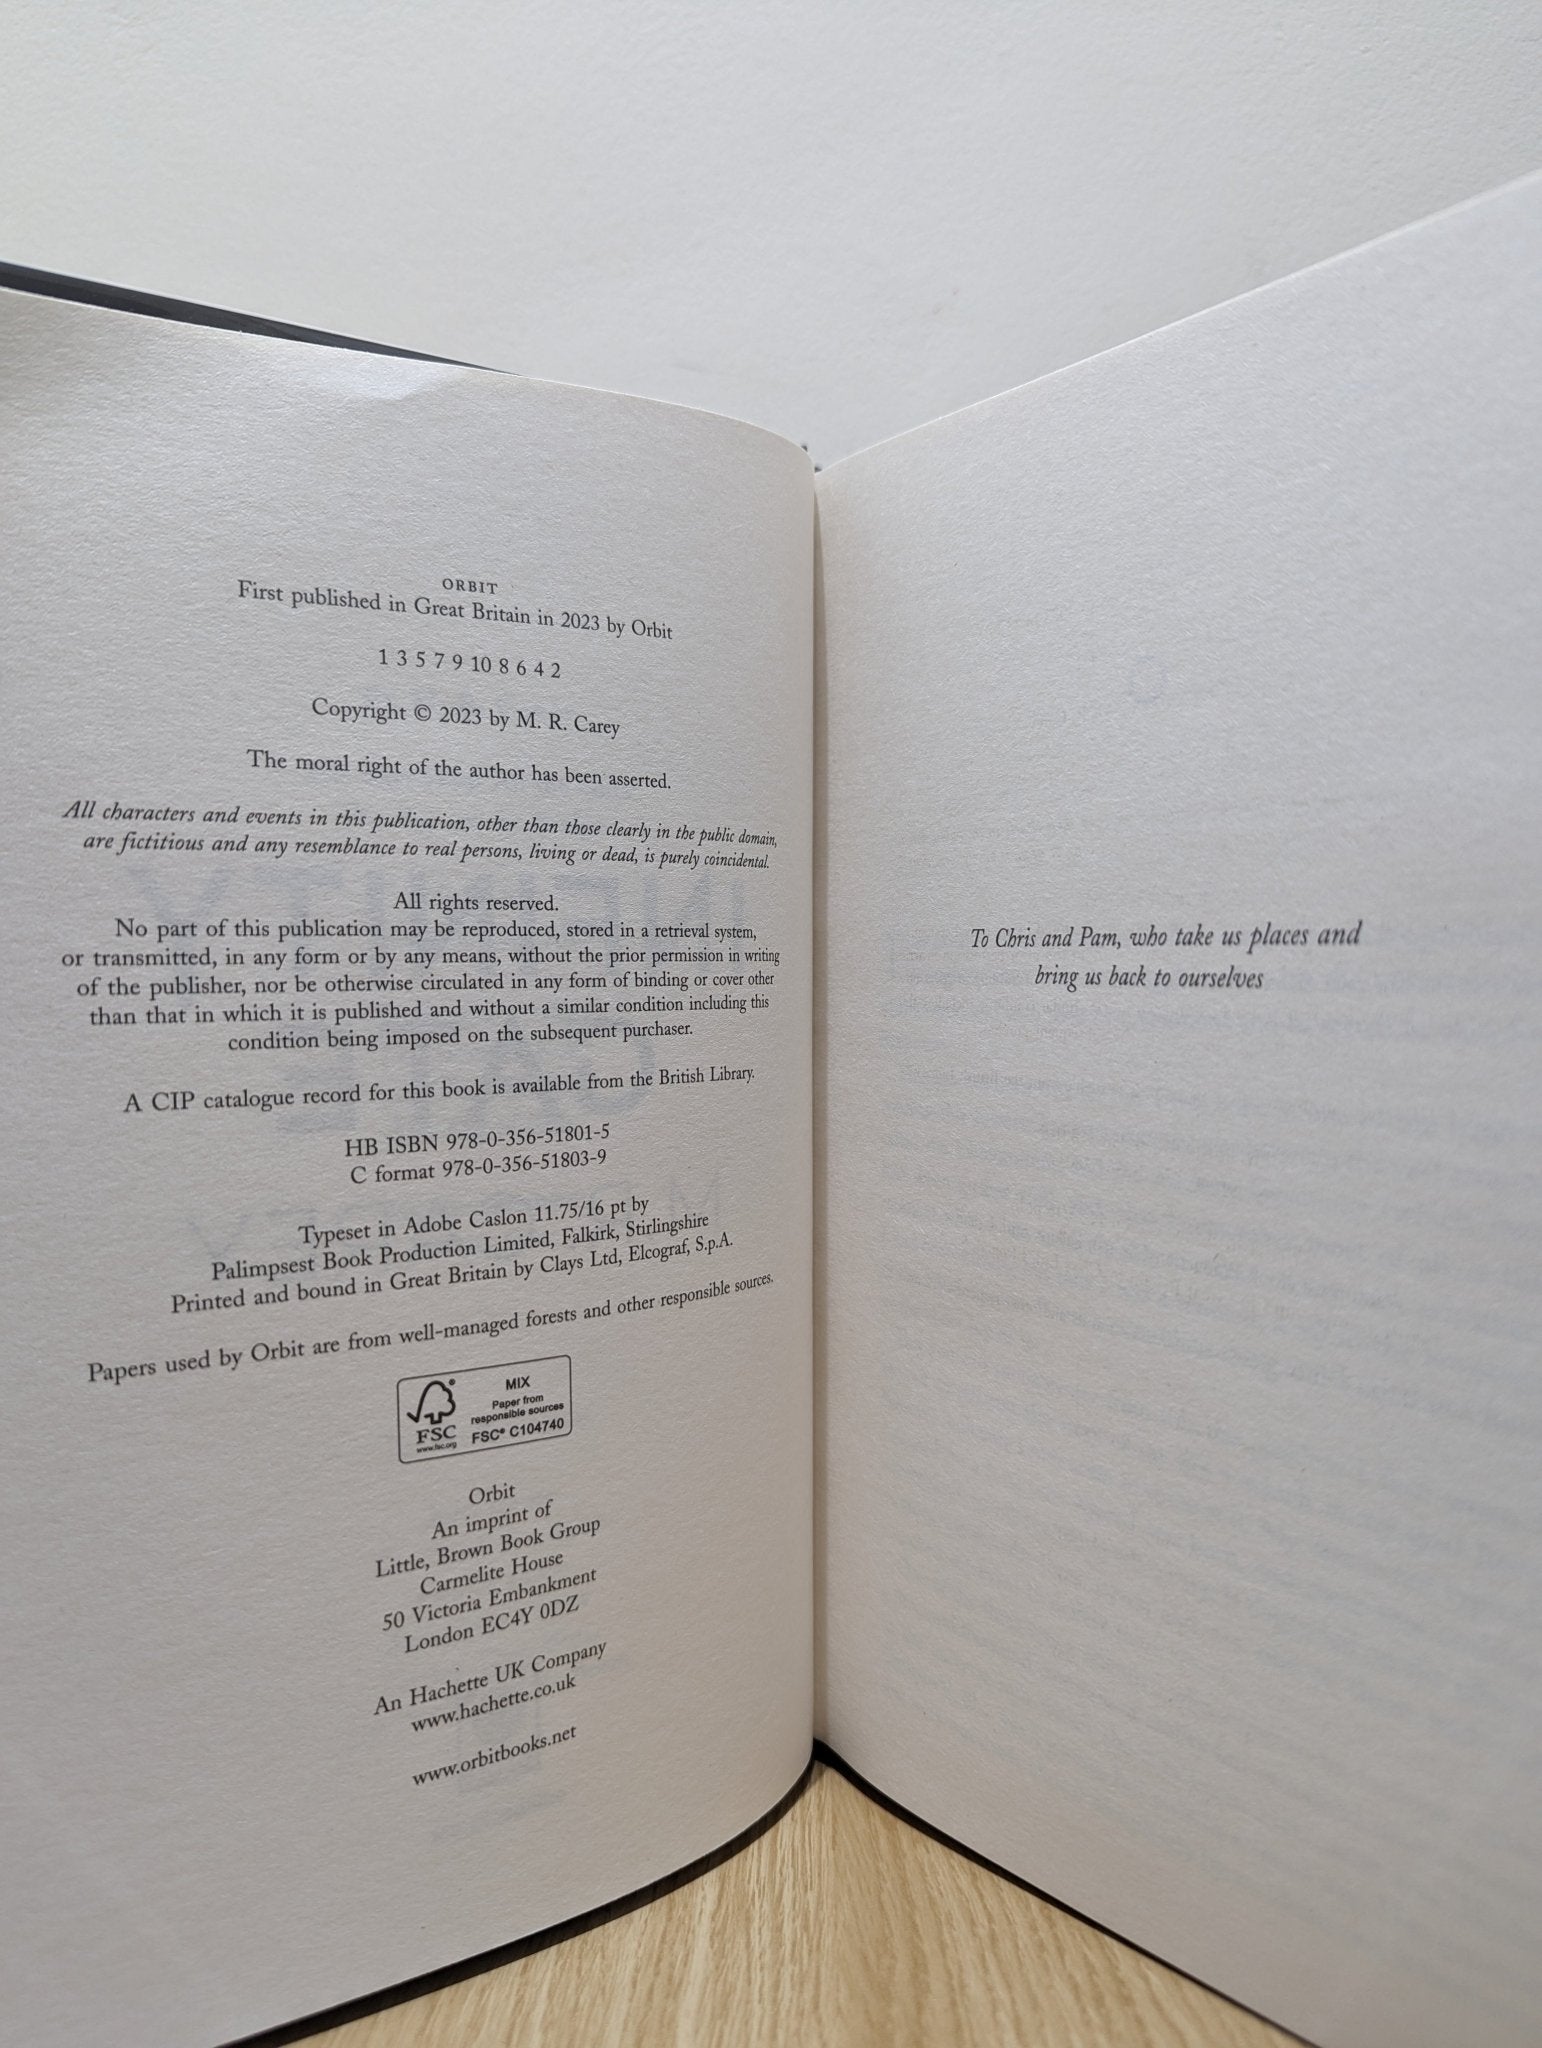 ORBIT
First published in Great Britain in 2023 by Orbit
1 3 5 7 9 10 8 6 4 2
Copyright © 2023 by M. R. Carey
The moral right of the author has been asserted.
All characters and events in this publication, other than those clearly in the public domain,
are fictitious and any resemblance to real persons, living or dead, is purely coincidental.
All rights reserved.
No part of this publication may be reproduced, stored in a retrieval system,
or transmitted, in any form or by any means, without the prior permission in writing
of the publisher, nor be otherwise circulated in any form of binding or cover other
than that in which it is published and without a similar condition including this
condition being imposed on the subsequent purchaser.
A CIP catalogue record for this book is available from the British Library.
HB ISBN 978-0-356-51801-5
C format 978-0-356-51803-9
Typeset in Adobe Caslon 11.75/16 pt by
Palimpsest Book Production Limited, Falkirk, Stirlingshire
Printed and bound in Great Britain by Clays Ltd, Elcograf, S.p.A.
Papers used by Orbit are from well-managed forests and other responsible sources.
MIX
Paper from
responsible sources
FSC® C104740
FSC
www.fsc.org
Orbit
An imprint of
Little, Brown Book Group
Carmelite House
50 Victoria Embankment
London EC4Y 0DZ
An Hachette UK Company
www.hachette.co.uk
www.orbitbooks.net
To Chris and Pam, who take us places and
bring us back to ourselves